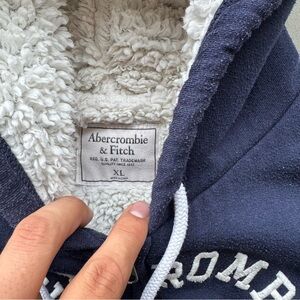 Abercrombie
& Fitch
REG. U.S. PAT. TRADEMARK
QUALITY SINCE 1892
XL
ROMB